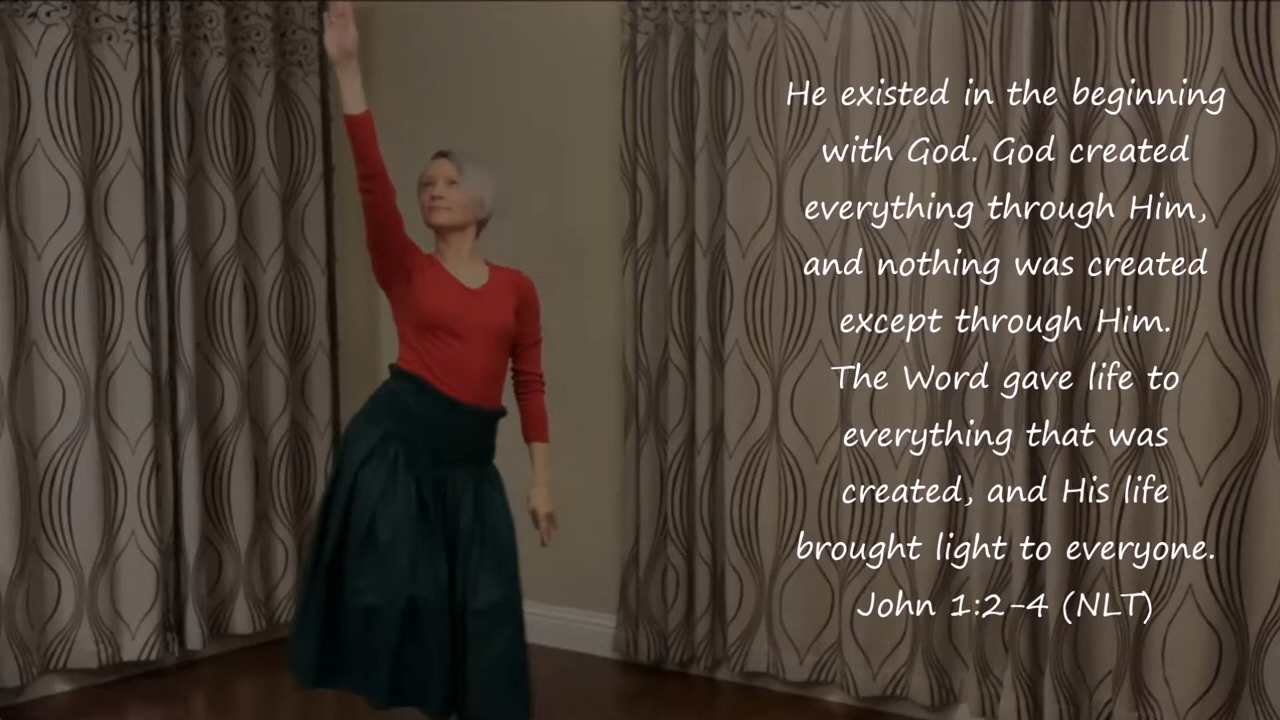 He existed in the beginning
with God. God created
everything through Him,
and nothing was created
except through Him.
The Word gave life to
everything that was
created, and His life
brought light to everyone.
John 1:2-4 (NLT)